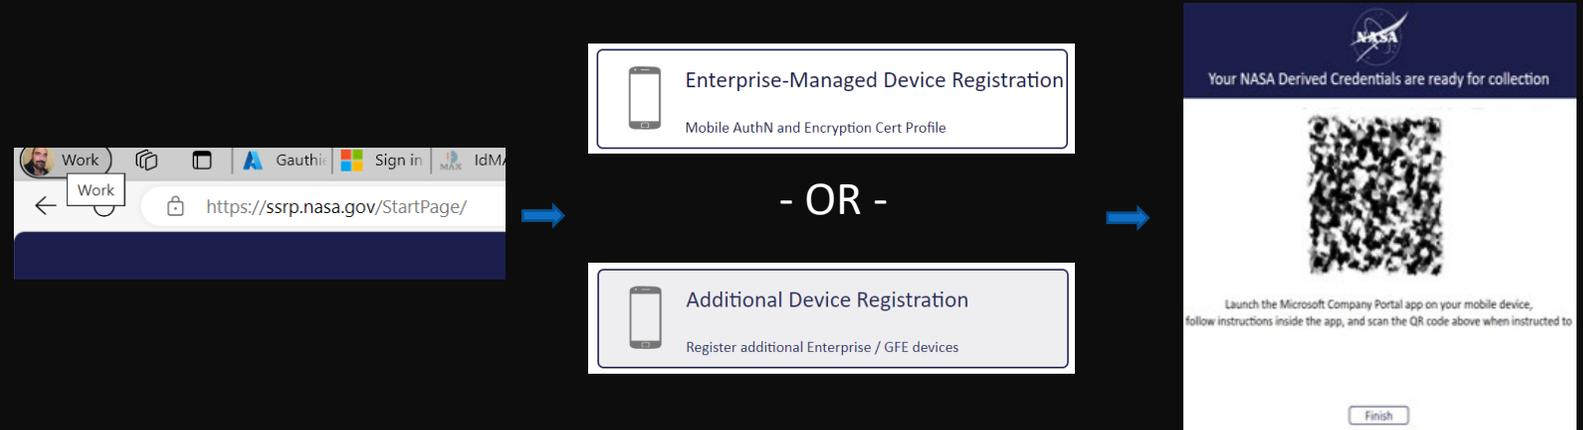 Work
Gauthie
Sign in
IdMA
Work
https://ssrp.nasa.gov/StartPage/
Enterprise-Managed Device Registration
Mobile AuthN and Encryption Cert Profile
- OR -
Additional Device Registration
Register additional Enterprise / GFE devices
NASA
Your NASA Derived Credentials are ready for collection
Launch the Microsoft Company Portal app on your mobile device,
follow instructions inside the app, and scan the QR code above when instructed to
Finish